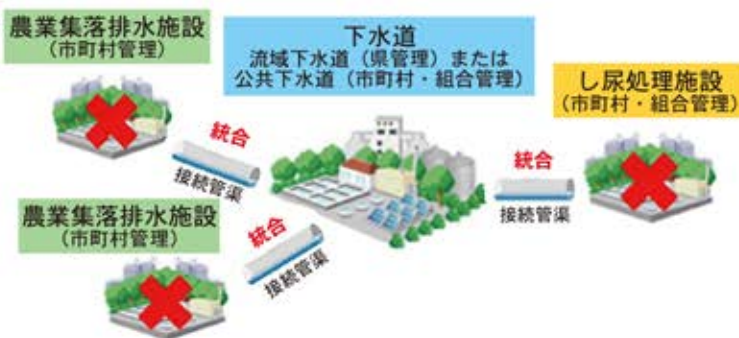 農業集落排水施設
（市町村管理）
下水道
流域下水道（県管理）または
公共下水道（市町村・組合管理）
し尿処理施設
（市町村・組合管理）
統合
接続管渠
統合
接続管渠
農業集落排水施設
（市町村管理）
統合
接続管渠